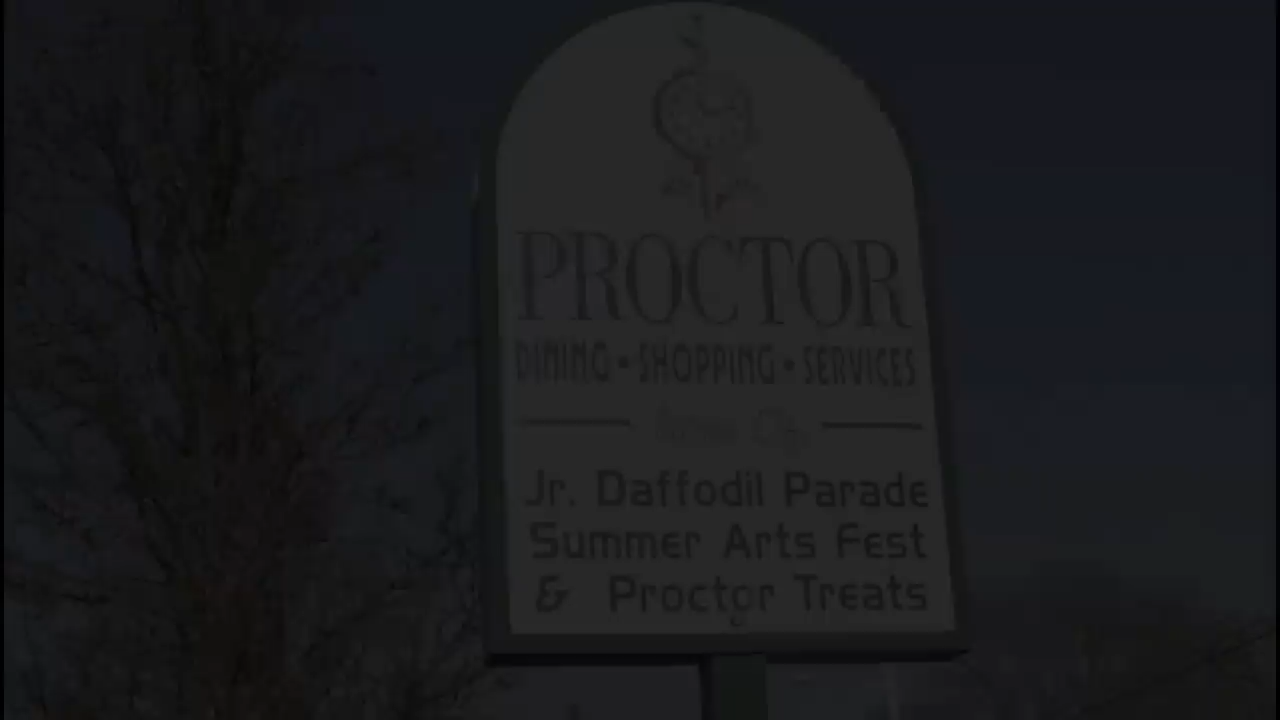 PROCTOR
DINING • SHOPPING • SERVICES
Jr. Daffodil Parade
Summer Arts Fest
& Proctor Treats